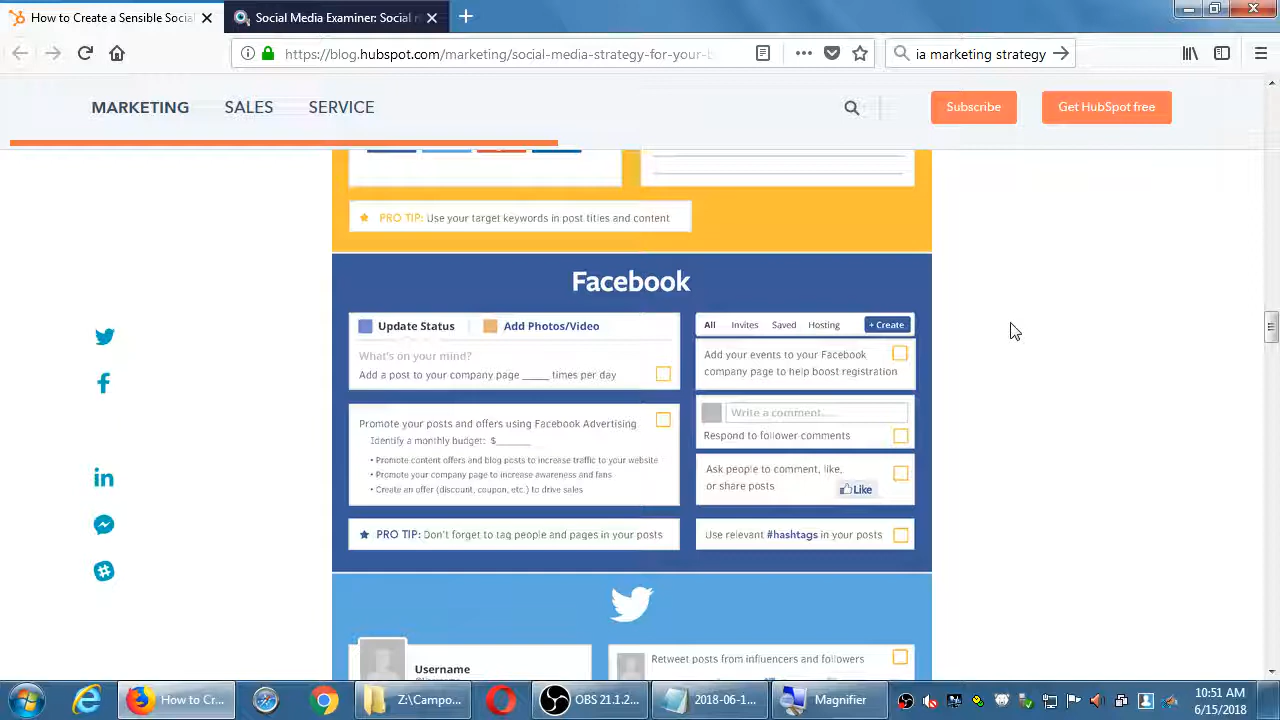 How to Create a Sensible Social
Social Media Examiner: Social
https://blog.hubspot.com/marketing/social-media-strategy-for-your-
ia marketing strategy
MARKETING
SALES
SERVICE
Subscribe
Get HubSpot free
PRO TIP: Use your target keywords in post titles and content
Facebook
Update Status
Add Photos/Video
What's on your mind?
Add a post to your company page _____ times per day
All
Invites
Saved
Hosting
+ Create
Add your events to your Facebook
company page to help boost registration
Promote your posts and offers using Facebook Advertising
Identify a monthly budget: $_______
• Promote content offers and blog posts to increase traffic to your website
• Promote your company page to increase awareness and fans
• Create an offer (discount, coupon, etc.) to drive sales
Write a comment....
Respond to follower comments
Ask people to comment, like,
or share posts
Like
PRO TIP: Don't forget to tag people and pages in your posts
Use relevant #hashtags in your posts
Username
Retweet posts from influencers and followers
How to Cr...
Z:\Campo...
OBS 21.1.2...
2018-06-1...
Magnifier
10:51 AM
6/15/2018